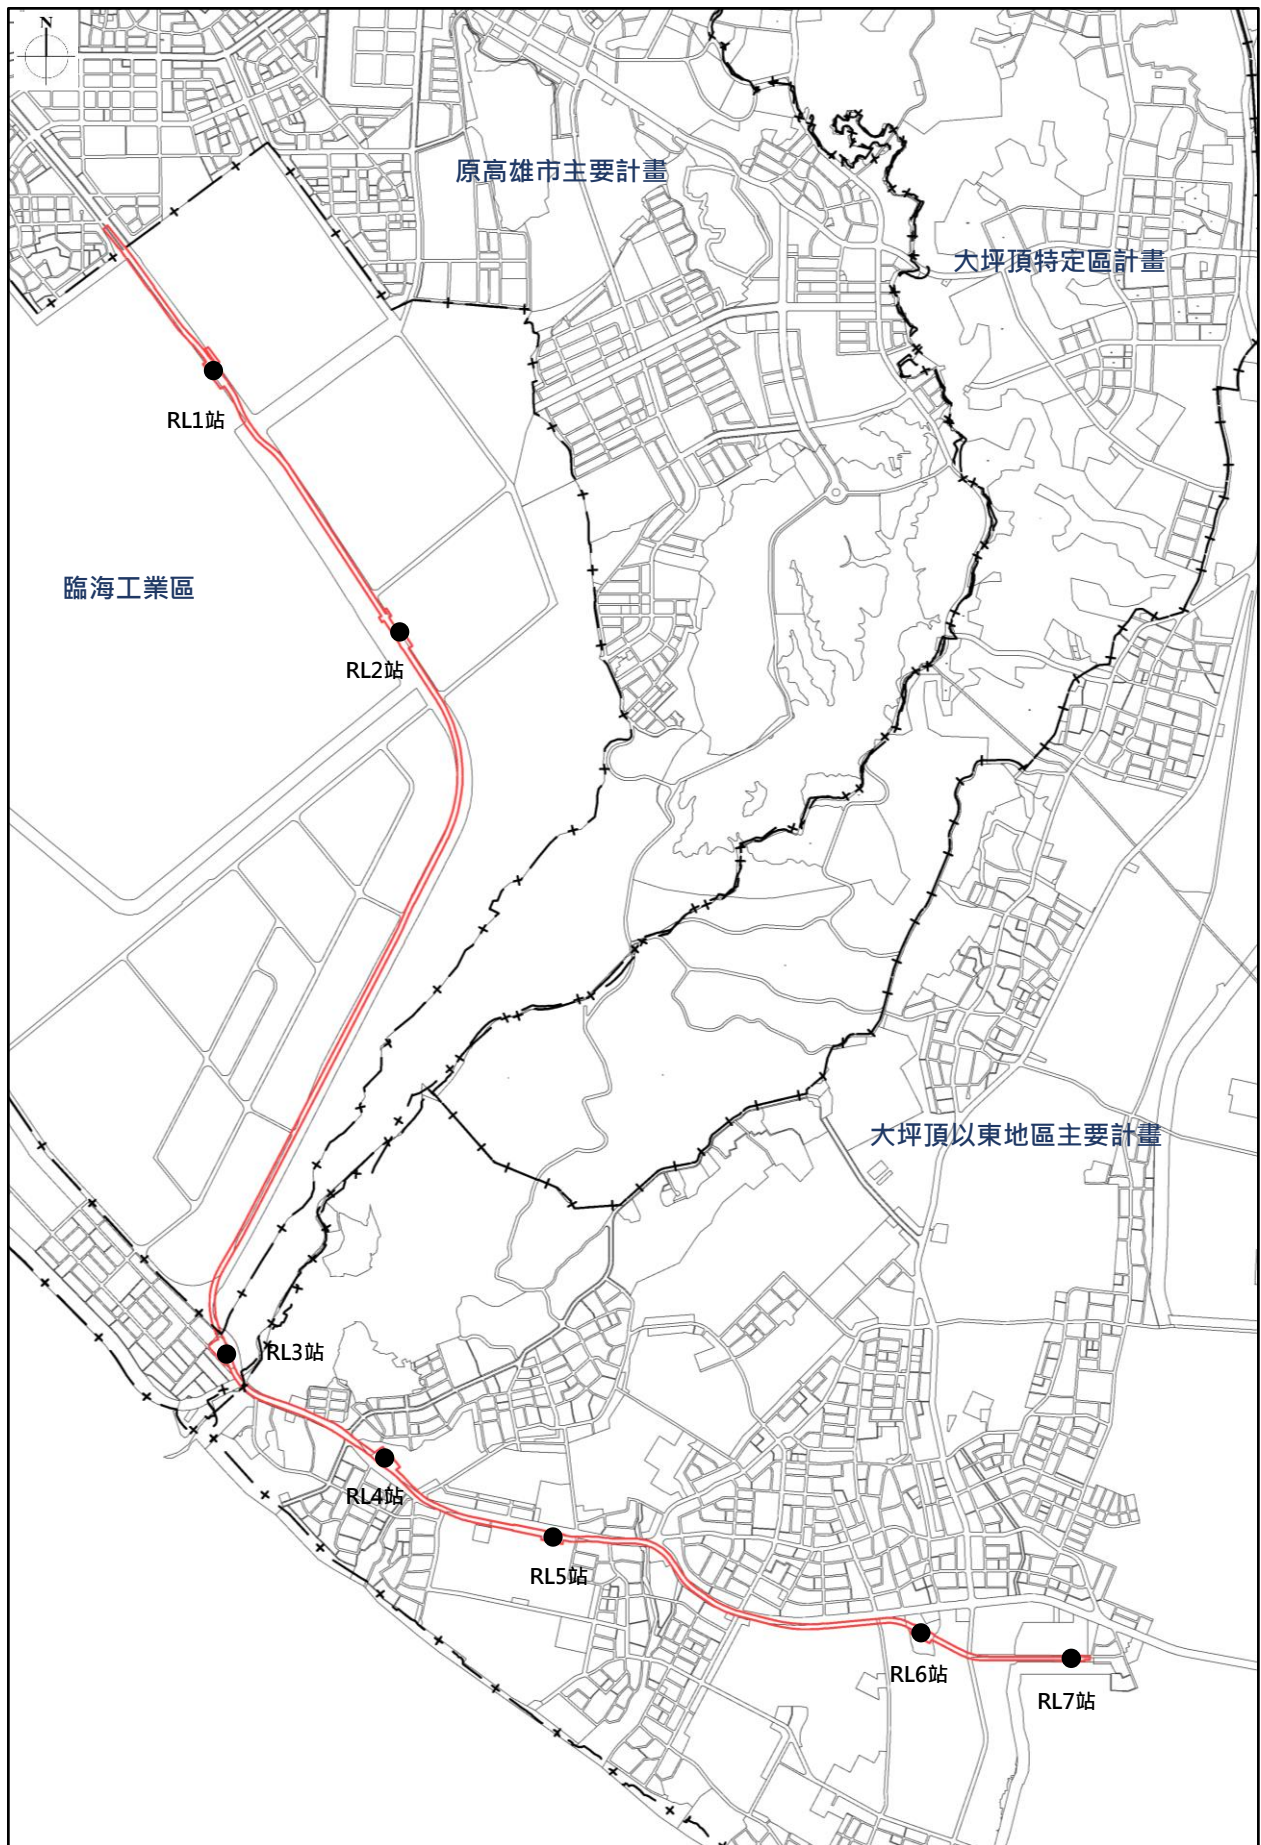 N
原高雄市主要計畫
大坪頂特定區計畫
RL1站
臨海工業區
RL2站
大坪頂以東地區主要計畫
RL3站
RL4站
RL5站
RL6站
RL7站